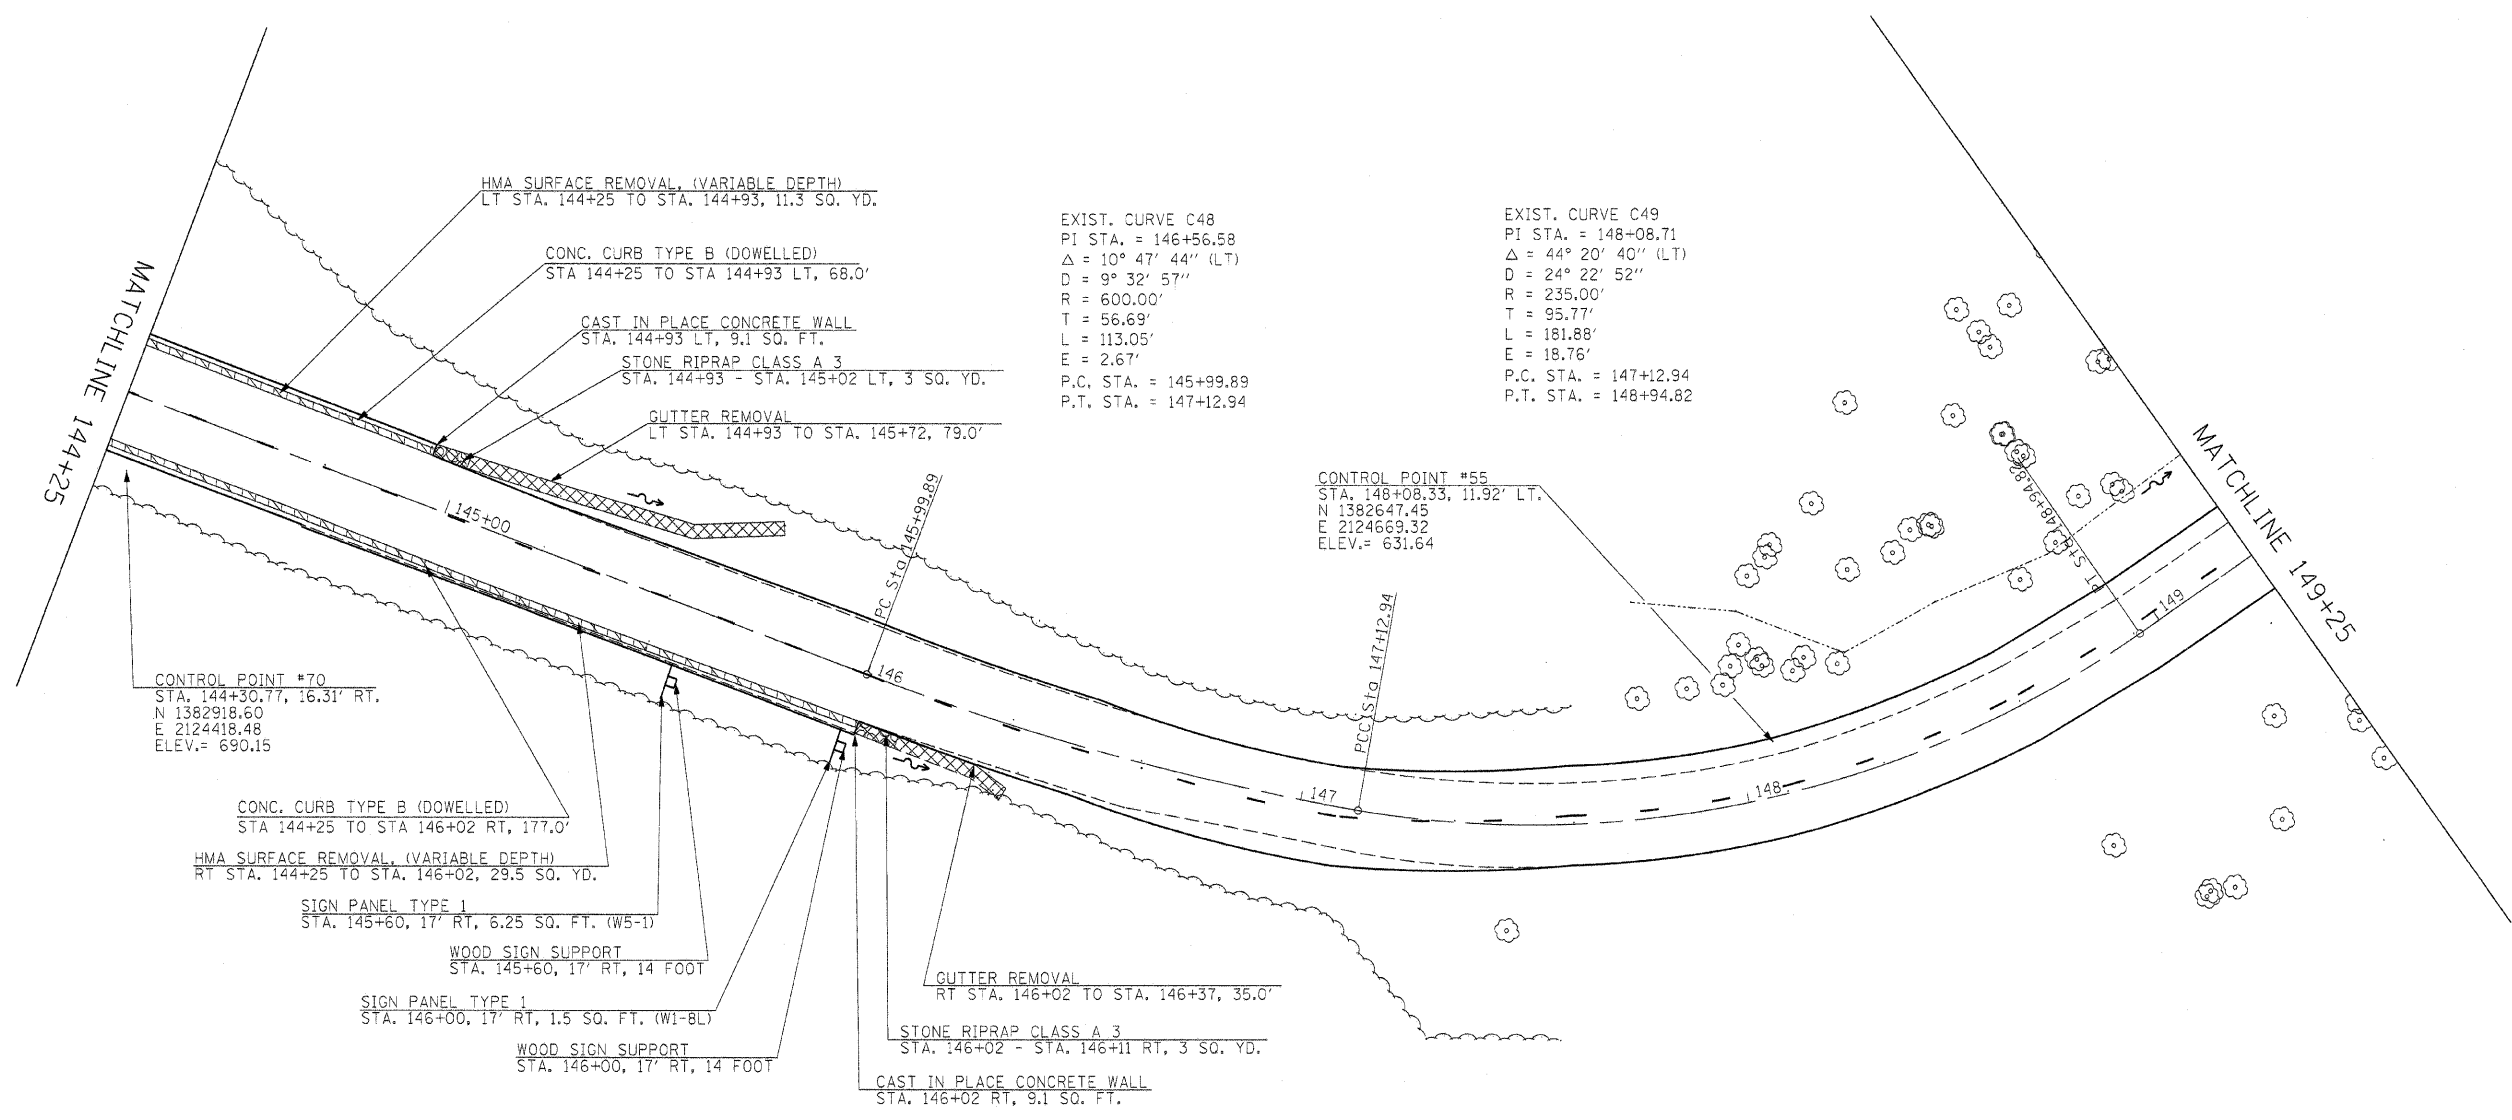 MATCHLINE 144+25
HMA SURFACE REMOVAL, (VARIABLE DEPTH)
LT STA. 144+25 TO STA. 144+93, 11.3 SQ. YD.
CONC. CURB TYPE B (DOWELLED)
STA 144+25 TO STA 144+93 LT, 68.0'
CAST IN PLACE CONCRETE WALL
STA. 144+93 LT, 9.1 SQ. FT.
STONE RIPRAP CLASS A 3
STA. 144+93 - STA. 145+02 LT, 3 SQ. YD.
GUTTER REMOVAL
LT STA. 144+93 TO STA. 145+72, 79.0'
EXIST. CURVE C48
PI STA. = 146+56.58
Δ = 10° 47' 44'' (LT)
D = 9° 32' 57''
R = 600.00'
T = 56.69'
L = 113.05'
E = 2.67'
P.C. STA. = 145+99.89
P.T. STA. = 147+12.94
EXIST. CURVE C49
PI STA. = 148+08.71
Δ = 44° 20' 40'' (LT)
D = 24° 22' 52''
R = 235.00'
T = 95.77'
L = 181.88'
E = 18.76'
P.C. STA. = 147+12.94
P.T. STA. = 148+94.82
CONTROL POINT #55
STA. 148+08.33, 11.92' LT.
N 1382647.45
E 2124669.32
ELEV.= 631.64
MATCHLINE 149+25
145+00
PC Sta 145+99.89
146
PCC Sta 147+12.94
147
148
PT Sta 148+94.82
149
CONTROL POINT #70
STA. 144+30.77, 16.31' RT.
N 1382918.60
E 2124418.48
ELEV.= 690.15
CONC. CURB TYPE B (DOWELLED)
STA 144+25 TO STA 146+02 RT, 177.0'
HMA SURFACE REMOVAL, (VARIABLE DEPTH)
RT STA. 144+25 TO STA. 146+02, 29.5 SQ. YD.
SIGN PANEL TYPE 1
STA. 145+60, 17' RT, 6.25 SQ. FT. (W5-1)
WOOD SIGN SUPPORT
STA. 145+60, 17' RT, 14 FOOT
SIGN PANEL TYPE 1
STA. 146+00, 17' RT, 1.5 SQ. FT. (W1-8L)
WOOD SIGN SUPPORT
STA. 146+00, 17' RT, 14 FOOT
GUTTER REMOVAL
RT STA. 146+02 TO STA. 146+37, 35.0'
STONE RIPRAP CLASS A 3
STA. 146+02 - STA. 146+11 RT, 3 SQ. YD.
CAST IN PLACE CONCRETE WALL
STA. 146+02 RT, 9.1 SQ. FT.